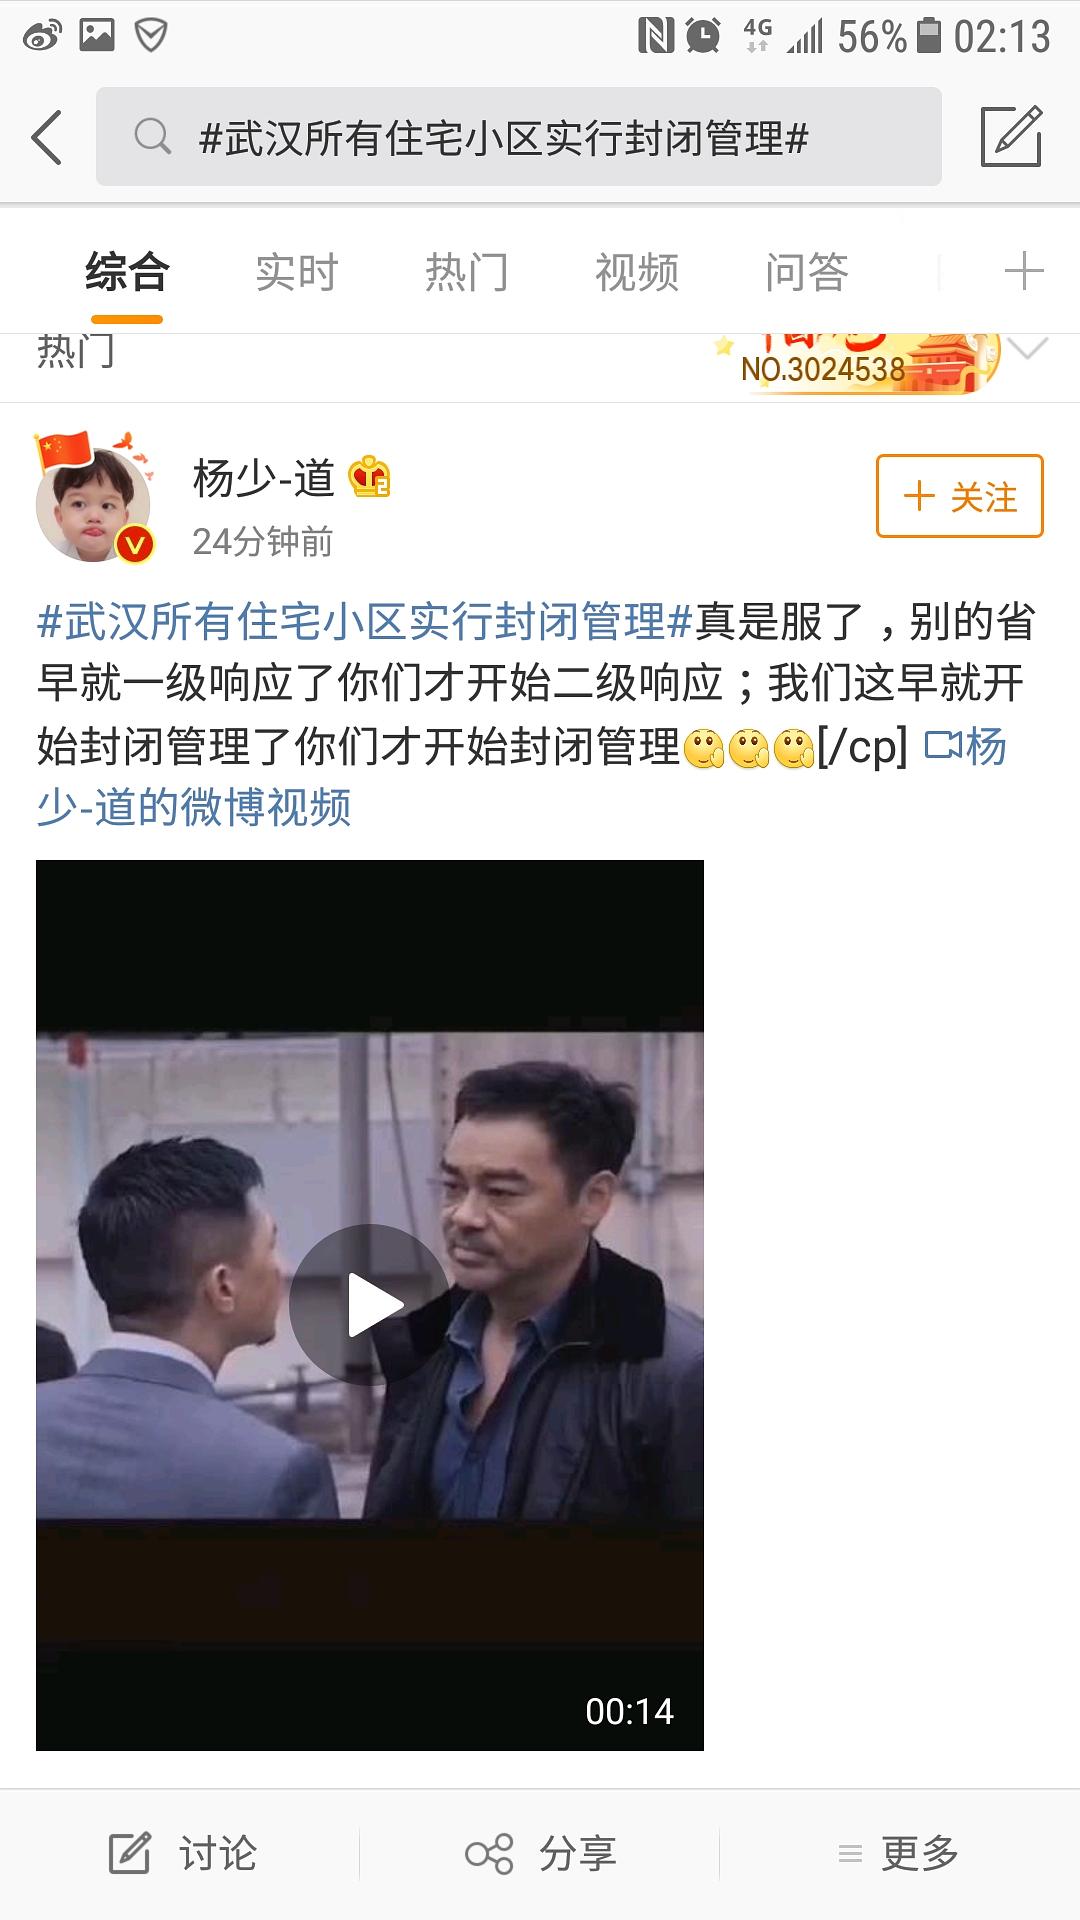 4G 56% 02:13
#武汉所有住宅小区实行封闭管理#
综合 实时 热门 视频 问答
热门
NO.3024538
杨少-道
24分钟前
+ 关注
#武汉所有住宅小区实行封闭管理#真是服了，别的省
早就一级响应了你们才开始二级响应；我们这早就开
始封闭管理了你们才开始封闭管理[/cp] 杨
少-道的微博视频
00:14
讨论 分享 更多